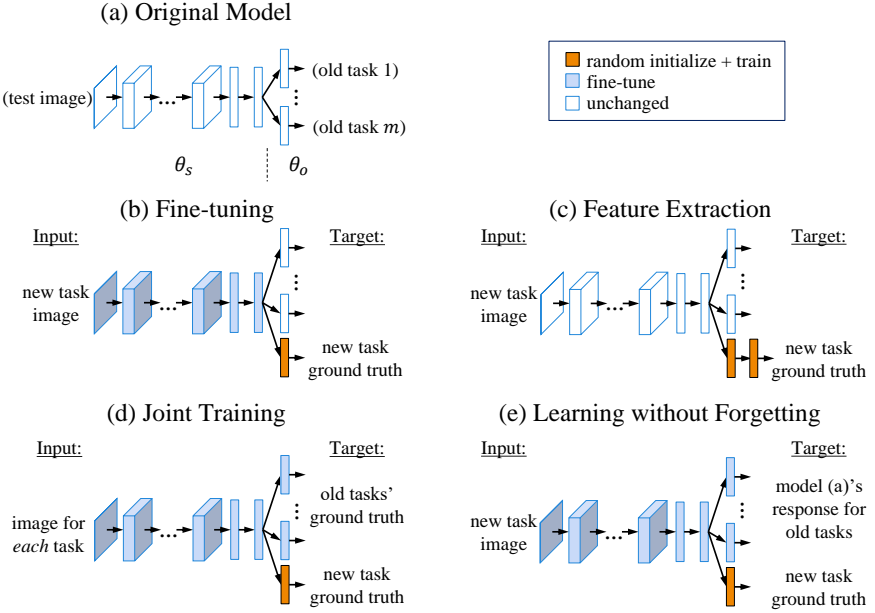 (a) Original Model
(test image)
...
(old task 1)
⋮
(old task m)
θs
θo
random initialize + train
fine-tune
unchanged
(b) Fine-tuning
Input:
Target:
new task
image
...
⋮
new task
ground truth
(c) Feature Extraction
Input:
Target:
new task
image
...
⋮
new task
ground truth
(d) Joint Training
Input:
Target:
image for
each task
...
old tasks'
⋮
ground truth
new task
ground truth
(e) Learning without Forgetting
Input:
Target:
new task
image
...
model (a)'s
⋮
response for
old tasks
new task
ground truth